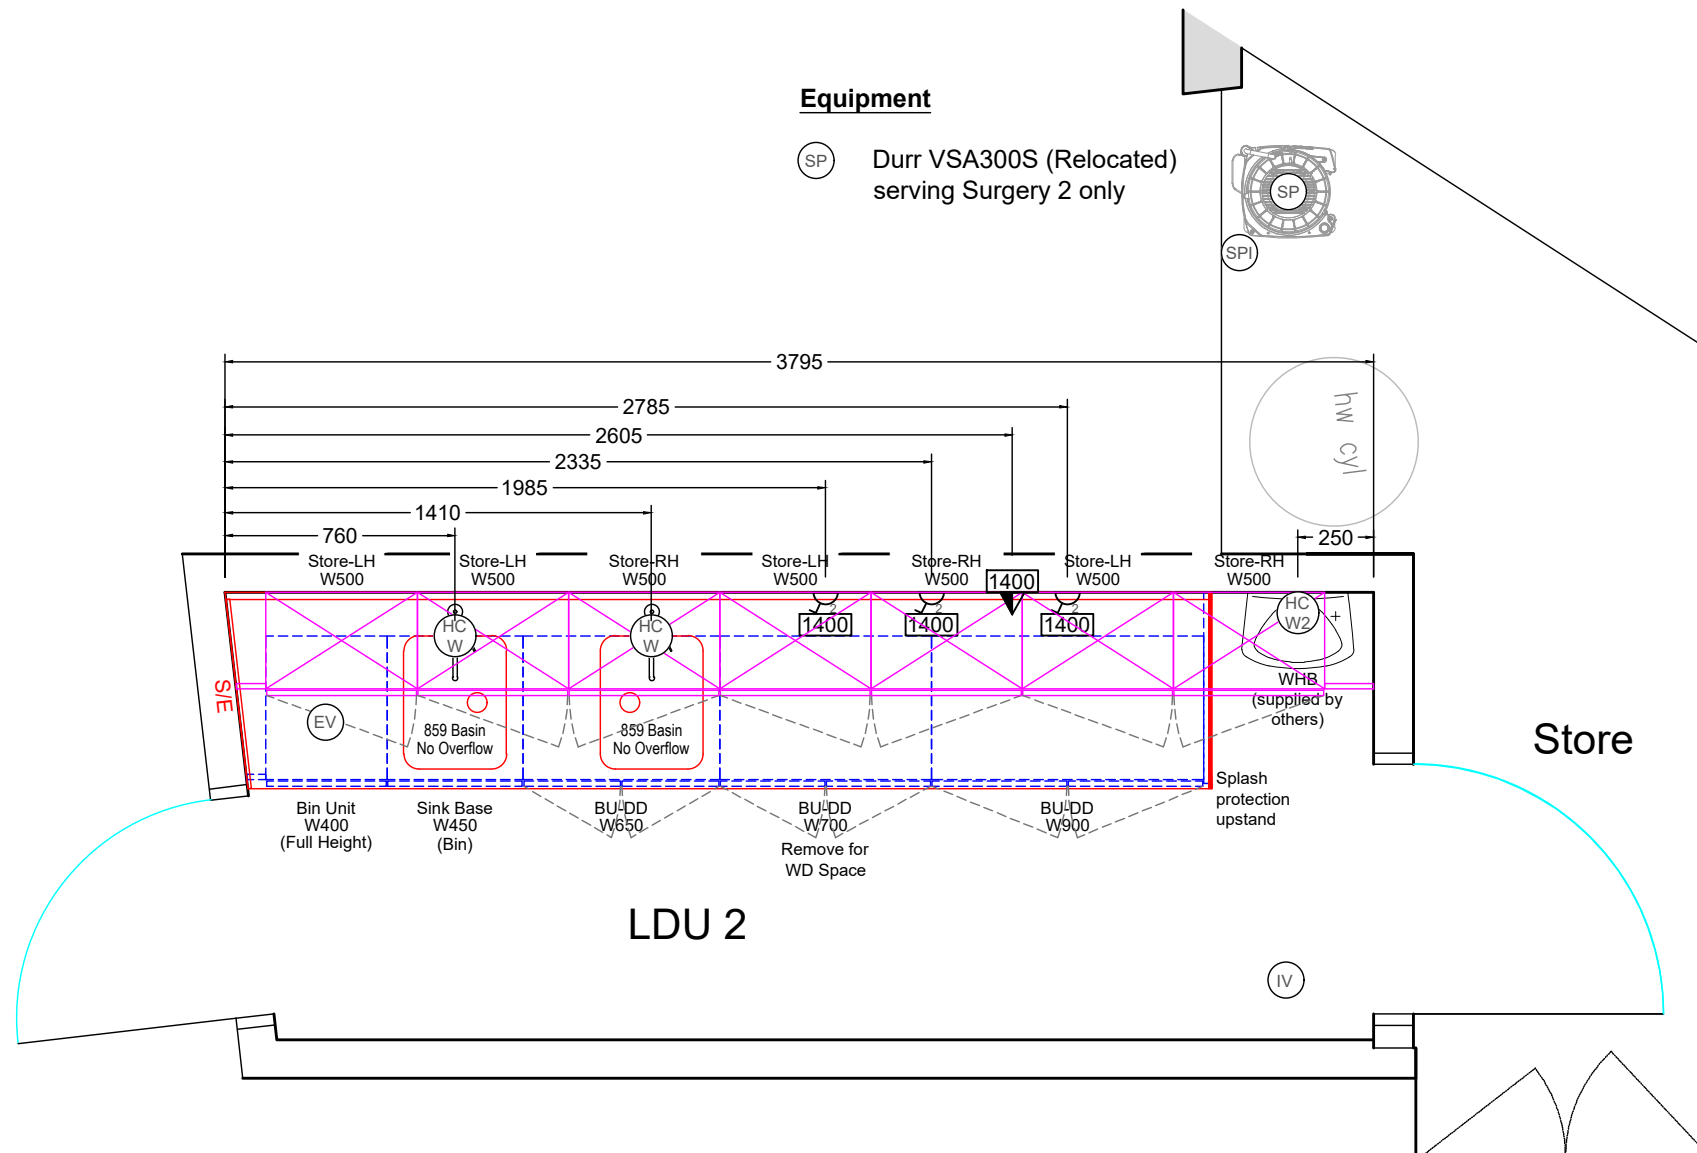 Equipment
SP
Durr VSA300S (Relocated)
serving Surgery 2 only
SP
SPI
3795
2785
2605
2335
1985
1410
760
250
hw cyl
Store-LH
W500
Store-LH
W500
Store-RH
W500
Store-LH
W500
Store-RH
W500
Store-LH
W500
Store-RH
W500
1400
HC
W
HC
W
2
1400
2
1400
2
1400
HC
W2
WHB
(supplied by
others)
S/E
EV
859 Basin
No Overflow
859 Basin
No Overflow
Store
Splash
protection
upstand
Bin Unit
W400
(Full Height)
Sink Base
W450
(Bin)
BU-DD
W650
BU-DD
W700
Remove for
WD Space
BU-DD
W900
LDU 2
IV